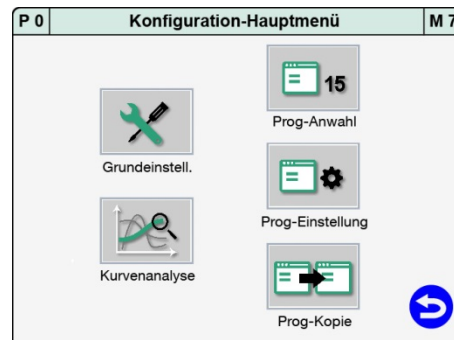 P 0 Konfiguration-Hauptmenü M 7
15
Prog-Anwahl
Grundeinstell.
Prog-Einstellung
Kurvenanalyse
Prog-Kopie